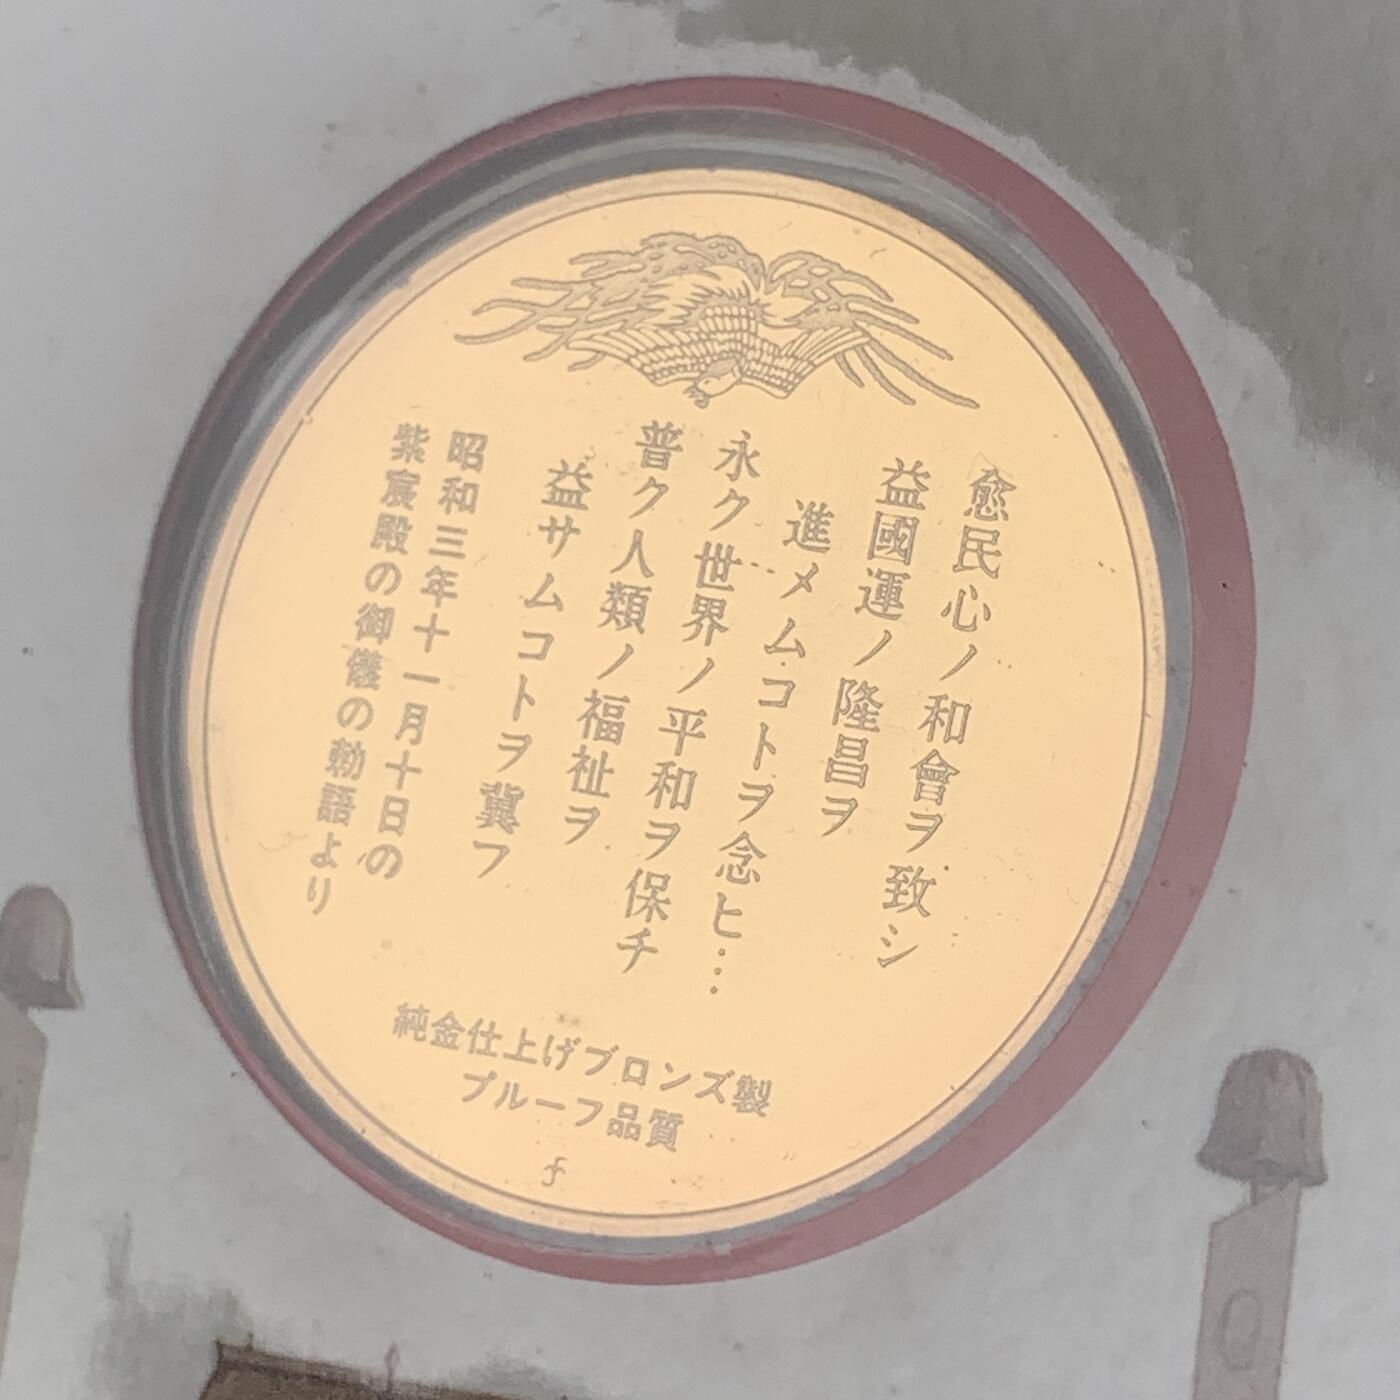 愈民心ノ和會ヲ致シ
益國運ノ隆昌ヲ
進メムコトヲ念ヒ…
永ク世界ノ平和ヲ保チ
普ク人類ノ福祉ヲ
益サムコトヲ冀フ
昭和三年十一月十日の
紫宸殿の御儀の勅語より
純金仕上げブロンズ製
プルーフ品質